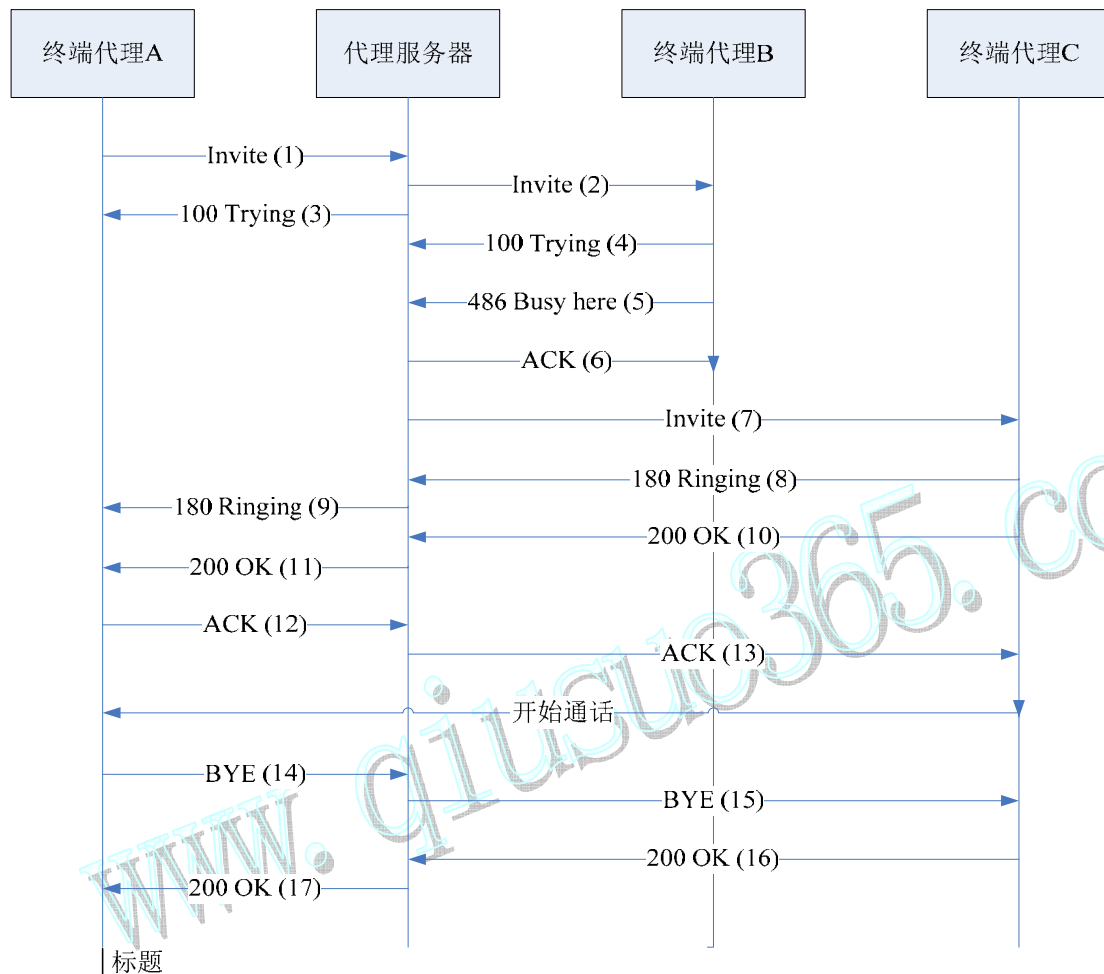 终端代理A
代理服务器
终端代理B
终端代理C
Invite (1)
Invite (2)
100 Trying (3)
100 Trying (4)
486 Busy here (5)
ACK (6)
Invite (7)
180 Ringing (8)
180 Ringing (9)
200 OK (10)
200 OK (11)
ACK (12)
ACK (13)
开始通话
BYE (14)
BYE (15)
200 OK (16)
200 OK (17)
标题
www.qiusuo365.co